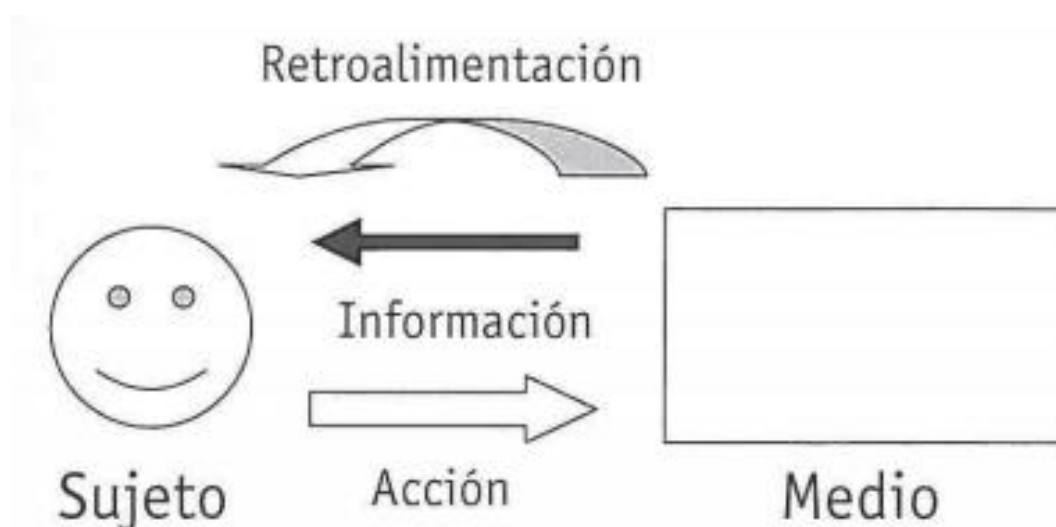 Retroalimentación
Información
Acción
Sujeto
Medio